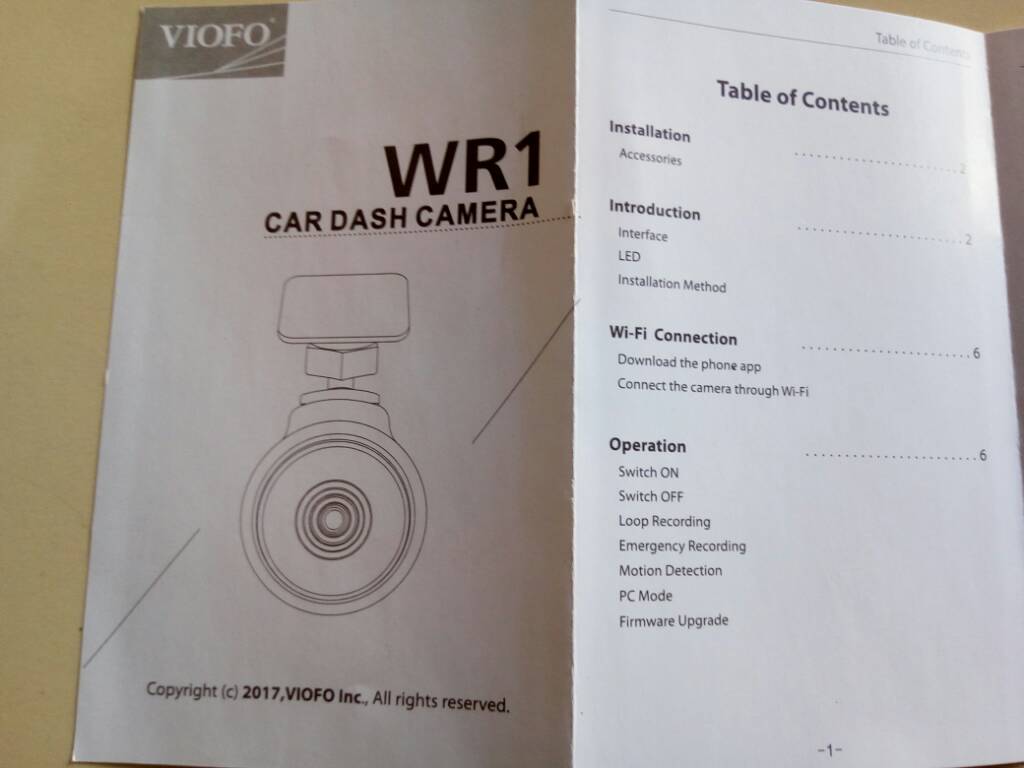 VIOFO
WR1
CAR DASH CAMERA
Copyright (c) 2017,VIOFO Inc., All rights reserved.
Table of Contents
Table of Contents
Installation ........................ 2
Accessories
Introduction ........................ 2
Interface
LED
Installation Method
Wi-Fi Connection ........................ 6
Download the phone app
Connect the camera through Wi-Fi
Operation ........................ 6
Switch ON
Switch OFF
Loop Recording
Emergency Recording
Motion Detection
PC Mode
Firmware Upgrade
-1-